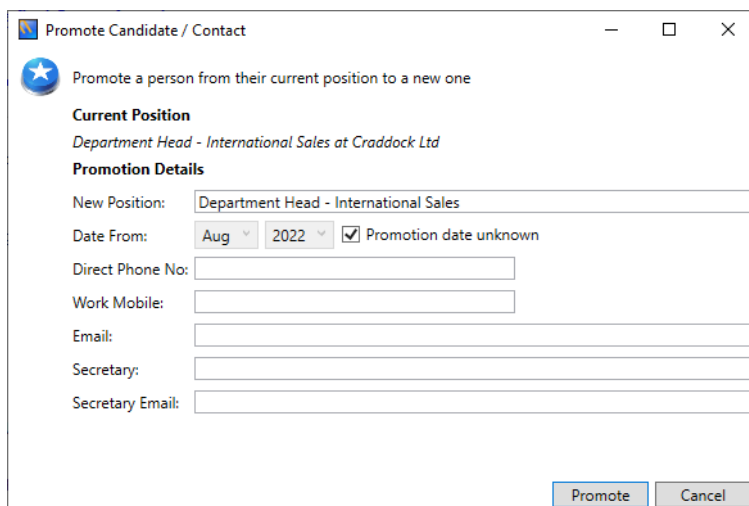 Promote Candidate / Contact
Promote a person from their current position to a new one
Current Position
Department Head - International Sales at Craddock Ltd
Promotion Details
New Position: Department Head - International Sales
Date From: Aug 2022 Promotion date unknown
Direct Phone No:
Work Mobile:
Email:
Secretary:
Secretary Email:
Promote Cancel